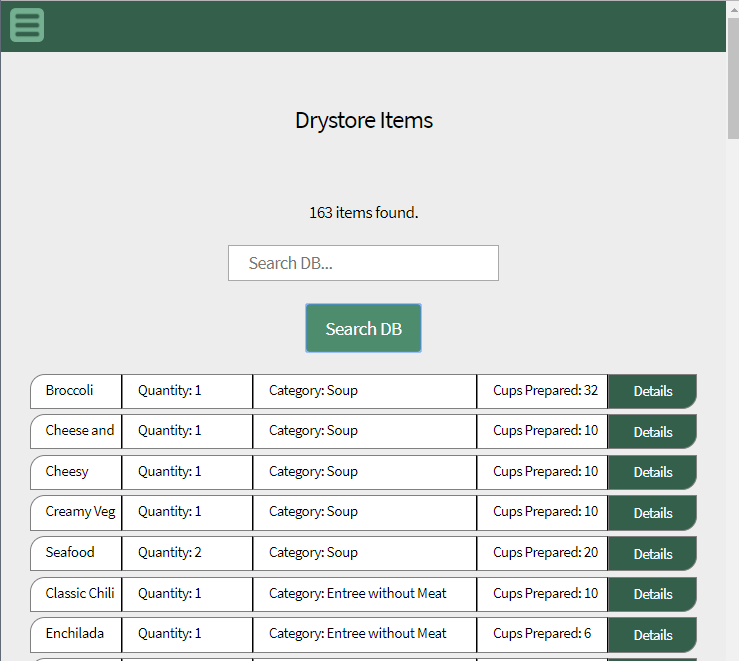 Drystore Items
163 items found.
Search DB...
Search DB
Broccoli Quantity: 1 Category: Soup Cups Prepared: 32 Details
Cheese and Quantity: 1 Category: Soup Cups Prepared: 10 Details
Cheesy Quantity: 1 Category: Soup Cups Prepared: 10 Details
Creamy Veg Quantity: 1 Category: Soup Cups Prepared: 10 Details
Seafood Quantity: 2 Category: Soup Cups Prepared: 20 Details
Classic Chili Quantity: 1 Category: Entree without Meat Cups Prepared: 10 Details
Enchilada Quantity: 1 Category: Entree without Meat Cups Prepared: 6 Details